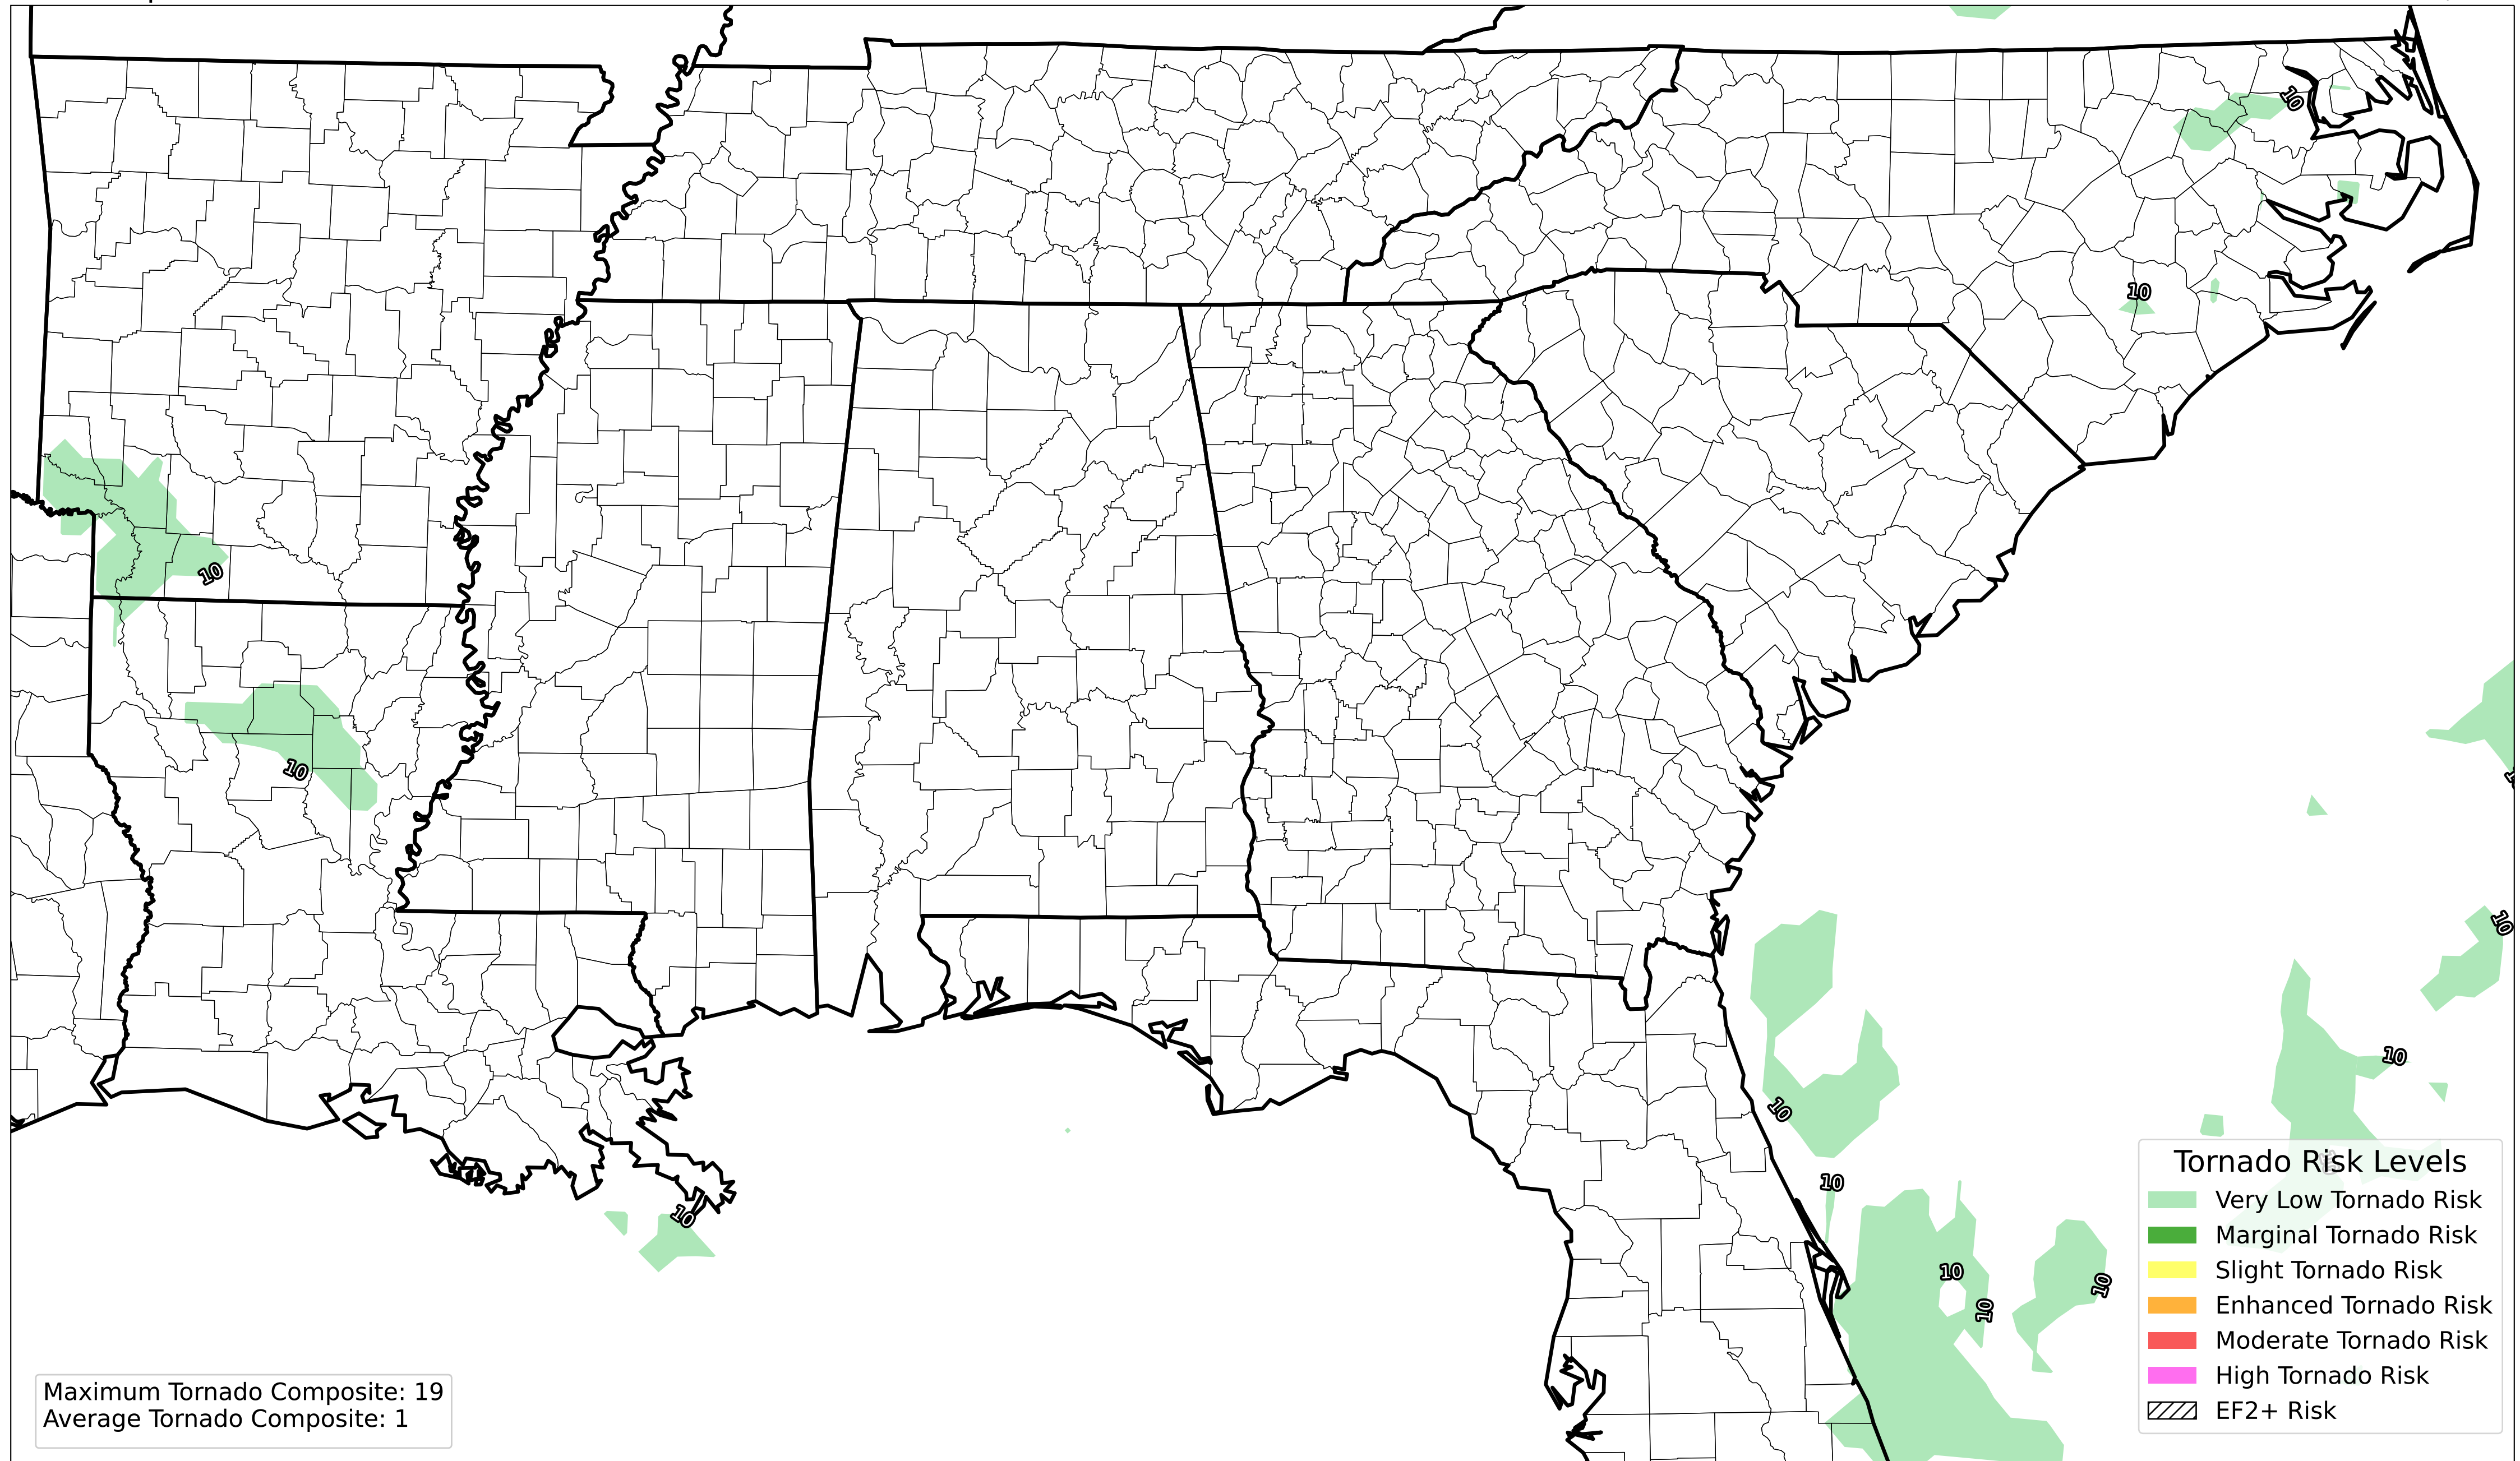 10
10
10
10
10
10
10
10
10
10
10
10
Tornado Risk Levels
Very Low Tornado Risk
Marginal Tornado Risk
Slight Tornado Risk
Enhanced Tornado Risk
Moderate Tornado Risk
High Tornado Risk
EF2+ Risk
Maximum Tornado Composite: 19
Average Tornado Composite: 1